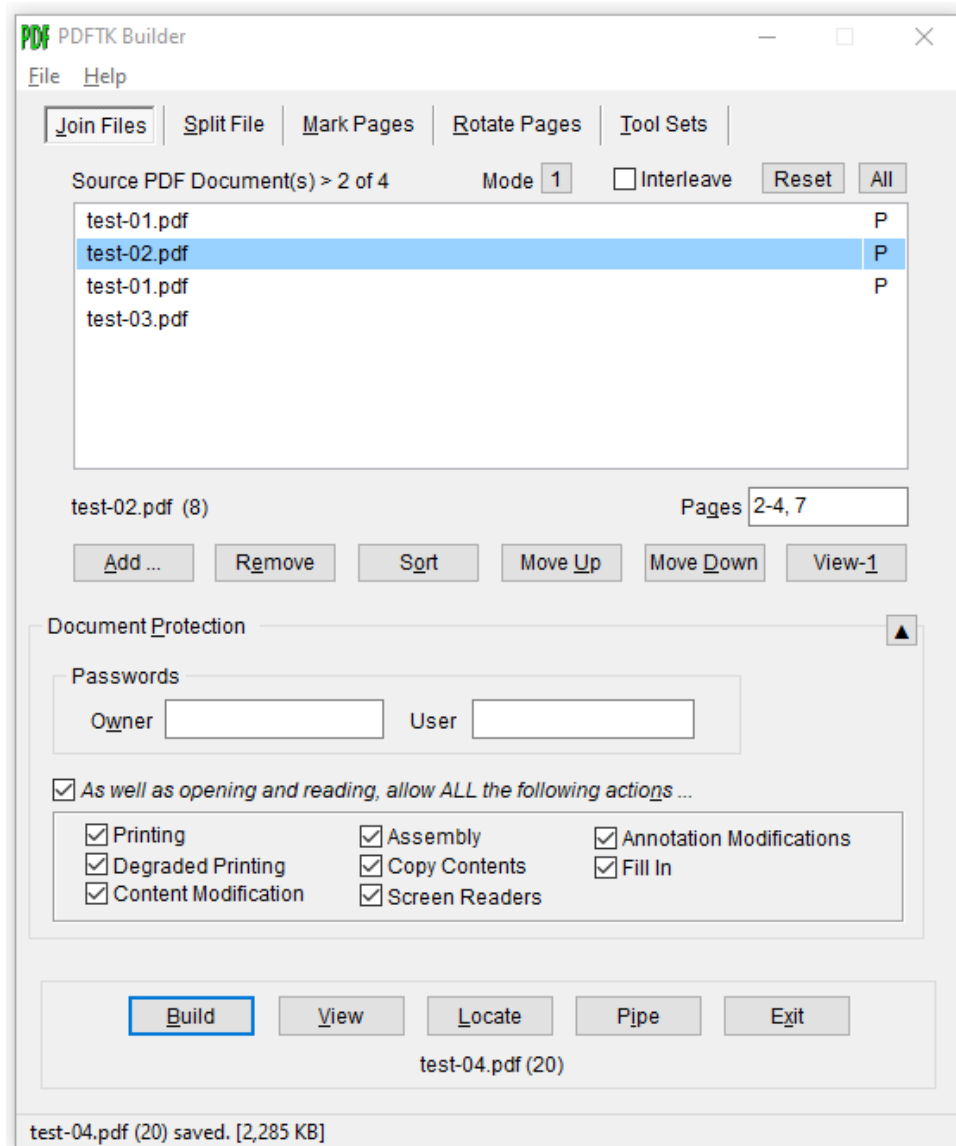 PDF PDFTK Builder
File Help
Join Files Split File Mark Pages Rotate Pages Tool Sets
Source PDF Document(s) > 2 of 4 Mode 1 Interleave Reset All
test-01.pdf P
test-02.pdf P
test-01.pdf P
test-03.pdf
test-02.pdf (8) Pages 2-4, 7
Add ... Remove Sort Move Up Move Down View-1
Document Protection ▲
Passwords
Owner User
As well as opening and reading, allow ALL the following actions ...
Printing Assembly Annotation Modifications
Degraded Printing Copy Contents Fill In
Content Modification Screen Readers
Build View Locate Pipe Exit
test-04.pdf (20)
test-04.pdf (20) saved. [2,285 KB]